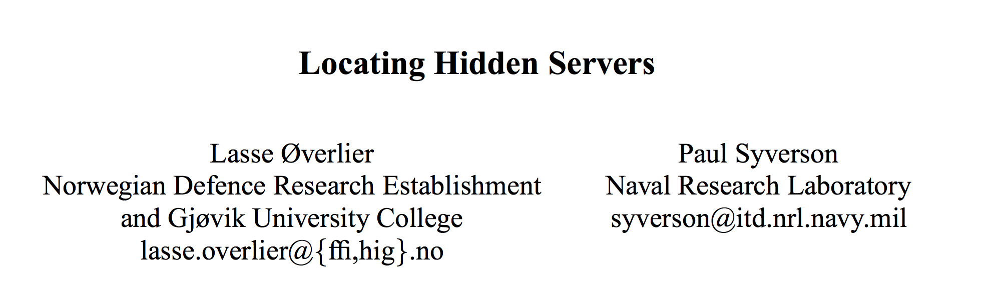 Locating Hidden Servers
Lasse Øverlier
Norwegian Defence Research Establishment
and Gjøvik University College
lasse.overlier@{ffi,hig}.no
Paul Syverson
Naval Research Laboratory
syverson@itd.nrl.navy.mil